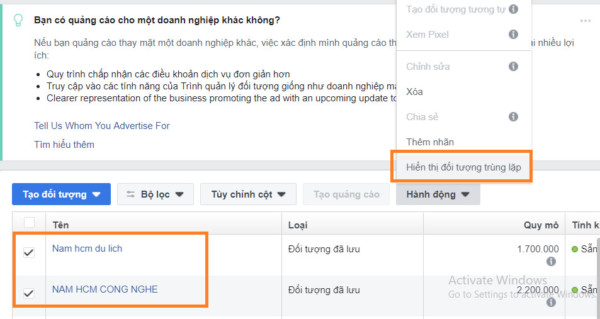 Bạn có quảng cáo cho một doanh nghiệp khác không?
Nếu bạn quảng cáo thay mặt một doanh nghiệp khác, việc xác định mình quảng cáo th
ại nhiều lợi
ích:
Quy trình chấp nhận các điều khoản dịch vụ đơn giản hơn
Truy cập vào các tính năng của Trình quản lý đối tượng giống như doanh nghiệp mà
Clearer representation of the business promoting the ad with an upcoming update to
Tell Us Whom You Advertise For
Tìm hiểu thêm
Tạo đối tượng tương tự
Xem Pixel
Chỉnh sửa
Xóa
Chia sẻ
Thêm nhãn
Hiển thị đối tượng trùng lặp
Tạo đối tượng Bộ lọc Tùy chỉnh cột Tạo quảng cáo Hành động
Tên Loại Quy mô Tình
Nam hcm du lich Đối tượng đã lưu 1.700.000 Sẵn
NAM HCM CONG NGHE Đối tượng đã lưu 2.200.000 Sẵn
Activate Windows
Go to Settings to activate Windows.